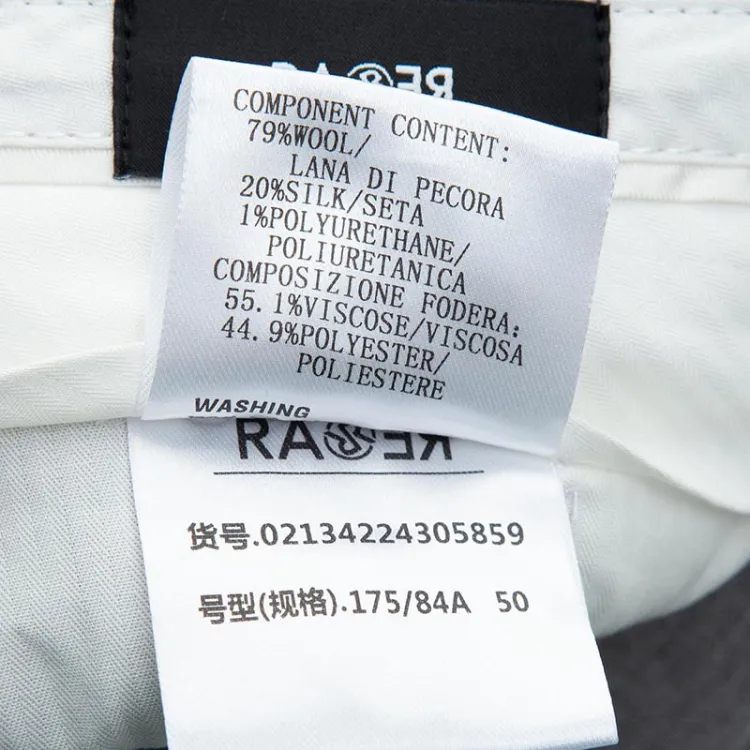 COMPONENT CONTENT:
79%WOOL/
LANA DI PECORA
20%SILK/SETA
1%POLYURETHANE/
POLIURETANICA
COMPOSIZIONE FODERA:
55.1%VISCOSE/VISCOSA
44.9%POLYESTER/
POLIESTERE
WASHING
货号.02134224305859
号型(规格).175/84A 50